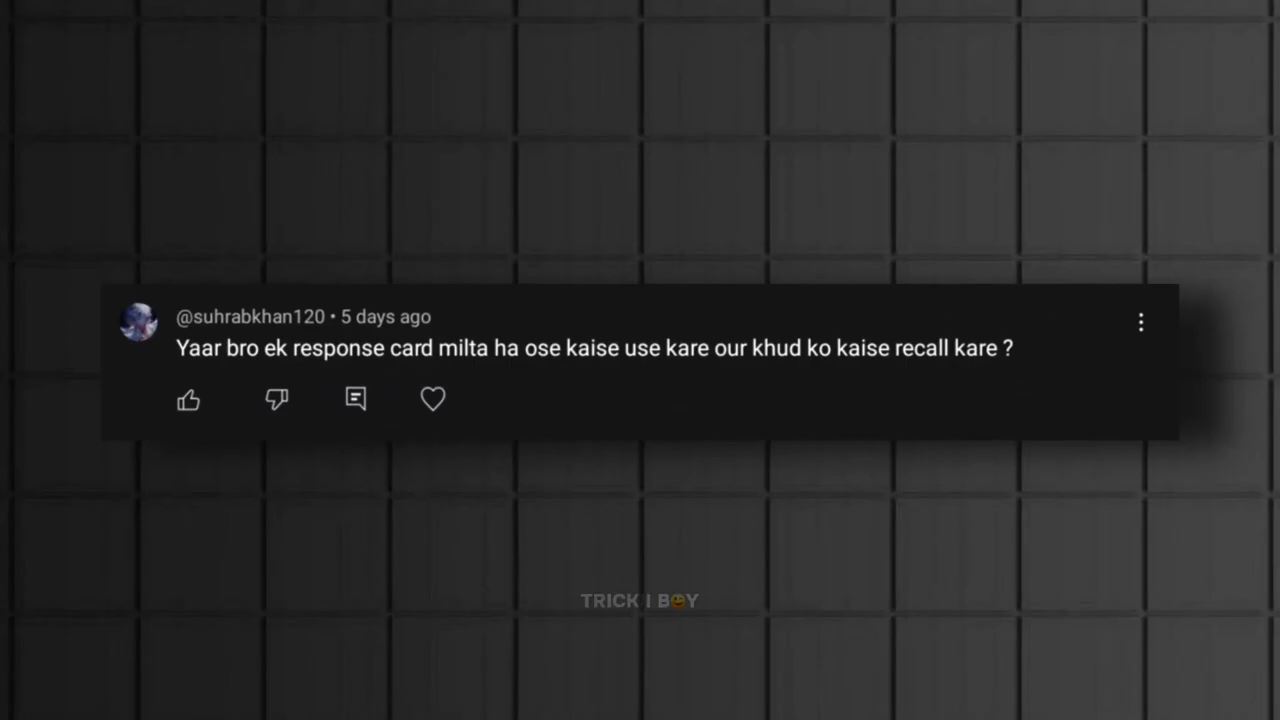 @suhrabkhan120 • 5 days ago
Yaar bro ek response card milta ha ose kaise use kare our khud ko kaise recall kare ?
TRICK I BOY